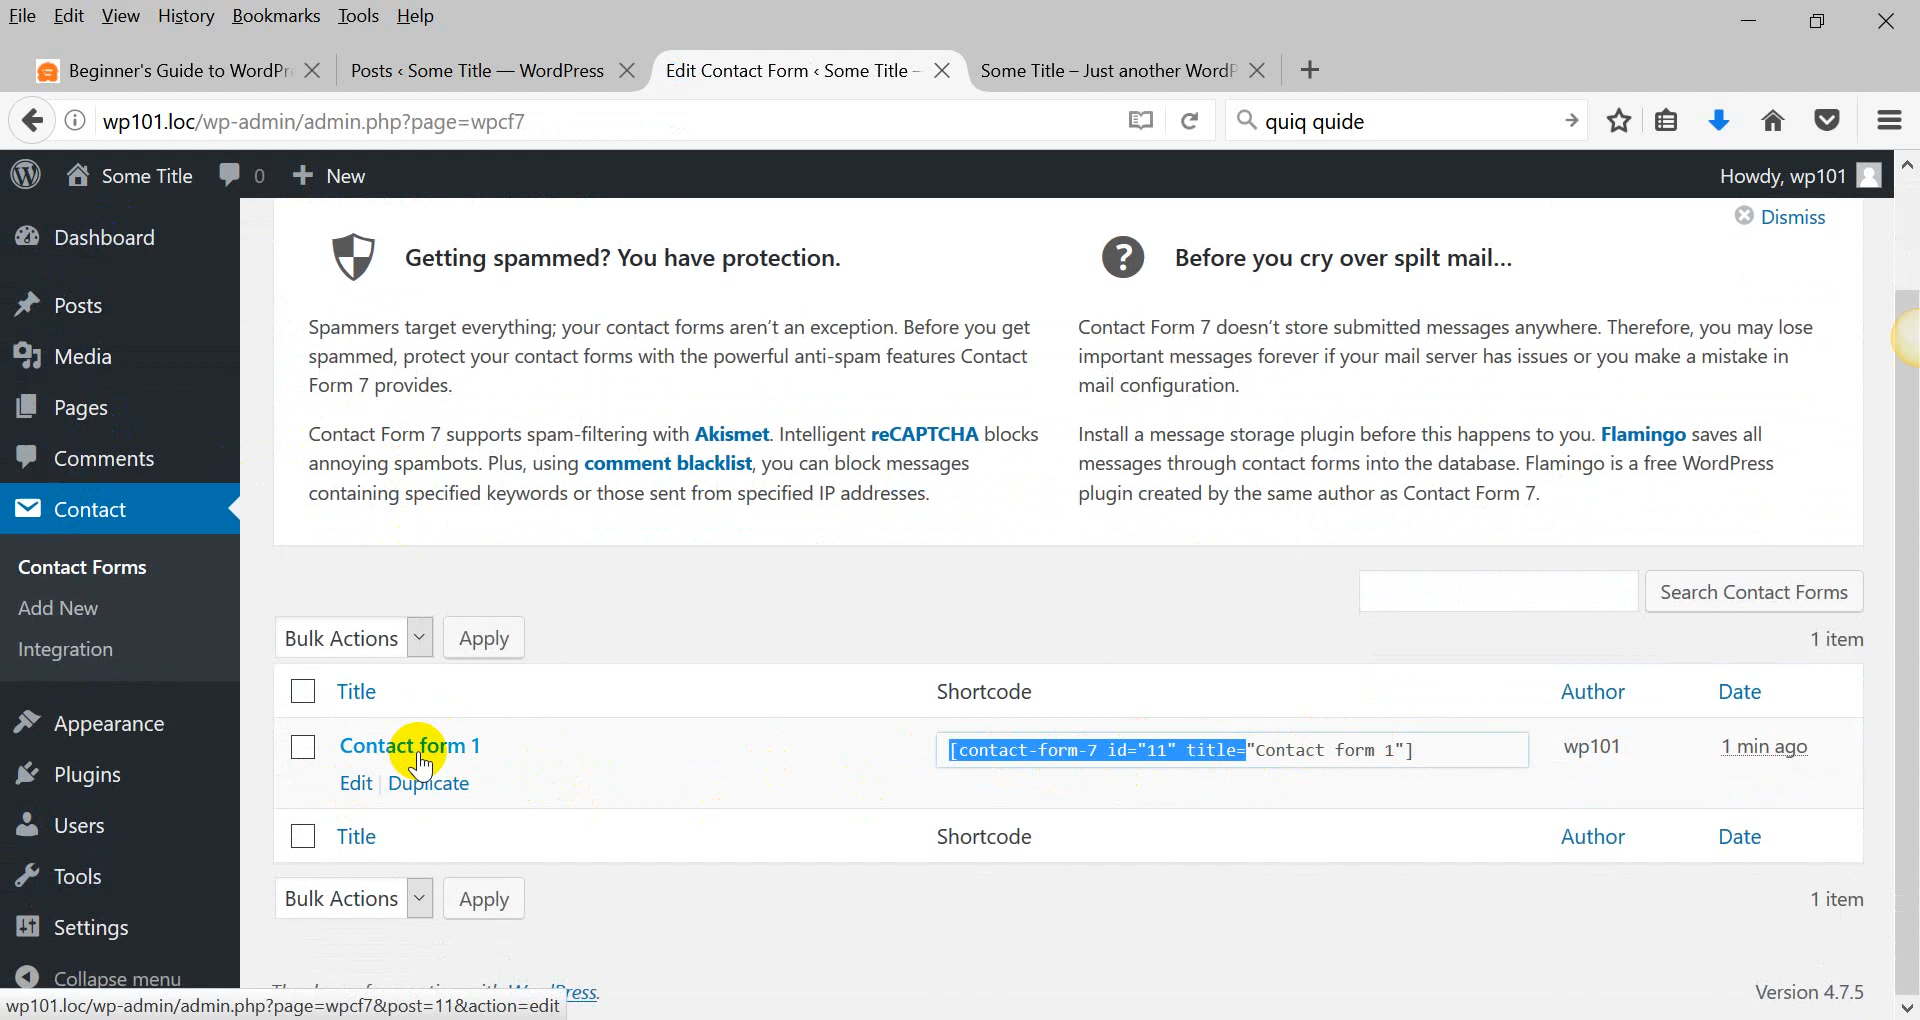 File Edit View History Bookmarks Tools Help
Beginner's Guide to WordPr
Posts ‹ Some Title — WordPress
Edit Contact Form ‹ Some Title –
Some Title – Just another WordP
wp101.loc/wp-admin/admin.php?page=wpcf7
quiq quide
Some Title 0 New
Howdy, wp101
Dashboard
Posts
Media
Pages
Comments
Contact
Contact Forms
Add New
Integration
Appearance
Plugins
Users
Tools
Settings
Collapse menu
Dismiss
Getting spammed? You have protection.
Spammers target everything; your contact forms aren't an exception. Before you get
spammed, protect your contact forms with the powerful anti-spam features Contact
Form 7 provides.
Contact Form 7 supports spam-filtering with Akismet. Intelligent reCAPTCHA blocks
annoying spambots. Plus, using comment blacklist, you can block messages
containing specified keywords or those sent from specified IP addresses.
Before you cry over spilt mail...
Contact Form 7 doesn't store submitted messages anywhere. Therefore, you may lose
important messages forever if your mail server has issues or you make a mistake in
mail configuration.
Install a message storage plugin before this happens to you. Flamingo saves all
messages through contact forms into the database. Flamingo is a free WordPress
plugin created by the same author as Contact Form 7.
Search Contact Forms
Bulk Actions Apply 1 item
Title Shortcode Author Date
Contact form 1 [contact-form-7 id="11" title="Contact form 1"] wp101 1 min ago
Edit | Duplicate
Title Shortcode Author Date
Bulk Actions Apply 1 item
Version 4.7.5
wp101.loc/wp-admin/admin.php?page=wpcf7&post=11&action=edit